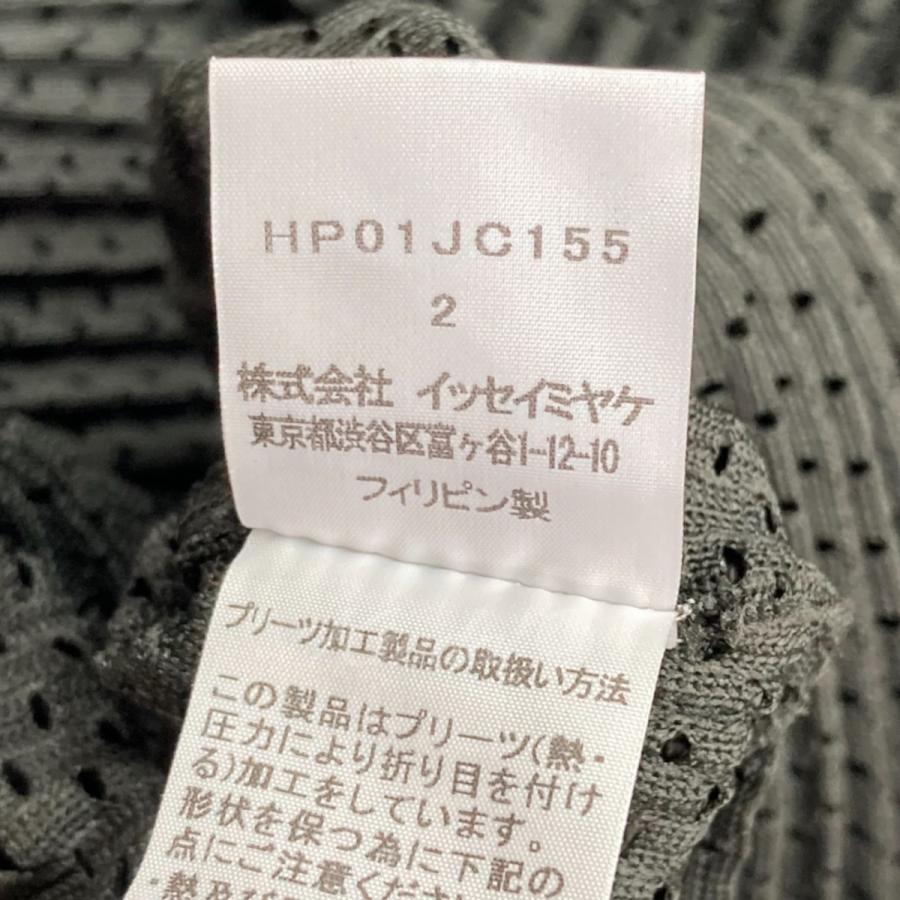 HP01JC155
2
株式会社 イッセイミヤケ
東京都渋谷区富ヶ谷1-12-10
フィリピン製
プリーツ加工製品の取扱い方法
この製品はプリーツ(熱・
圧力により折り目を付け
る)加工をしています。
形状を保つ為に下記の
点にご注意くださ
・熱及び